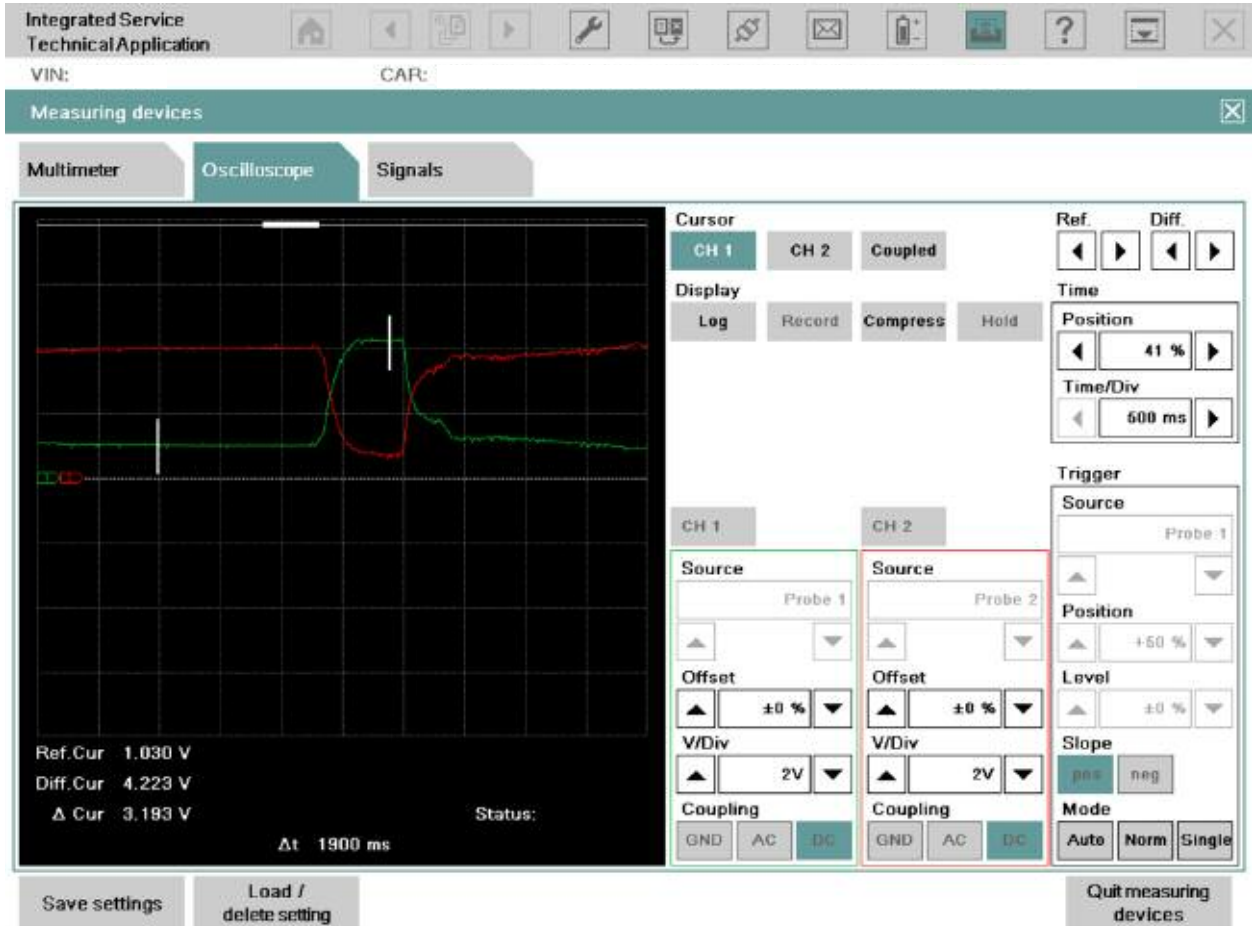 Integrated Service
Technical Application
VIN:
CAR:
Measuring devices
Multimeter
Oscilloscope
Signals
Cursor
CH 1
CH 2
Coupled
Display
Log
Record
Compress
Hold
Ref.
Diff.
Time
Position
41 %
Time/Div
500 ms
CH 1
Source
Probe 1
Offset
±0 %
V/Div
2V
Coupling
GND
AC
DC
CH 2
Source
Probe 2
Offset
±0 %
V/Div
2V
Coupling
GND
AC
DC
Trigger
Source
Probe 1
Position
+50 %
Level
±0 %
Slope
pos
neg
Mode
Auto
Norm
Single
Ref.Cur 1.030 V
Diff.Cur 4.223 V
Δ Cur 3.193 V
Status:
Δt 1900 ms
Save settings
Load /
delete setting
Quit measuring
devices